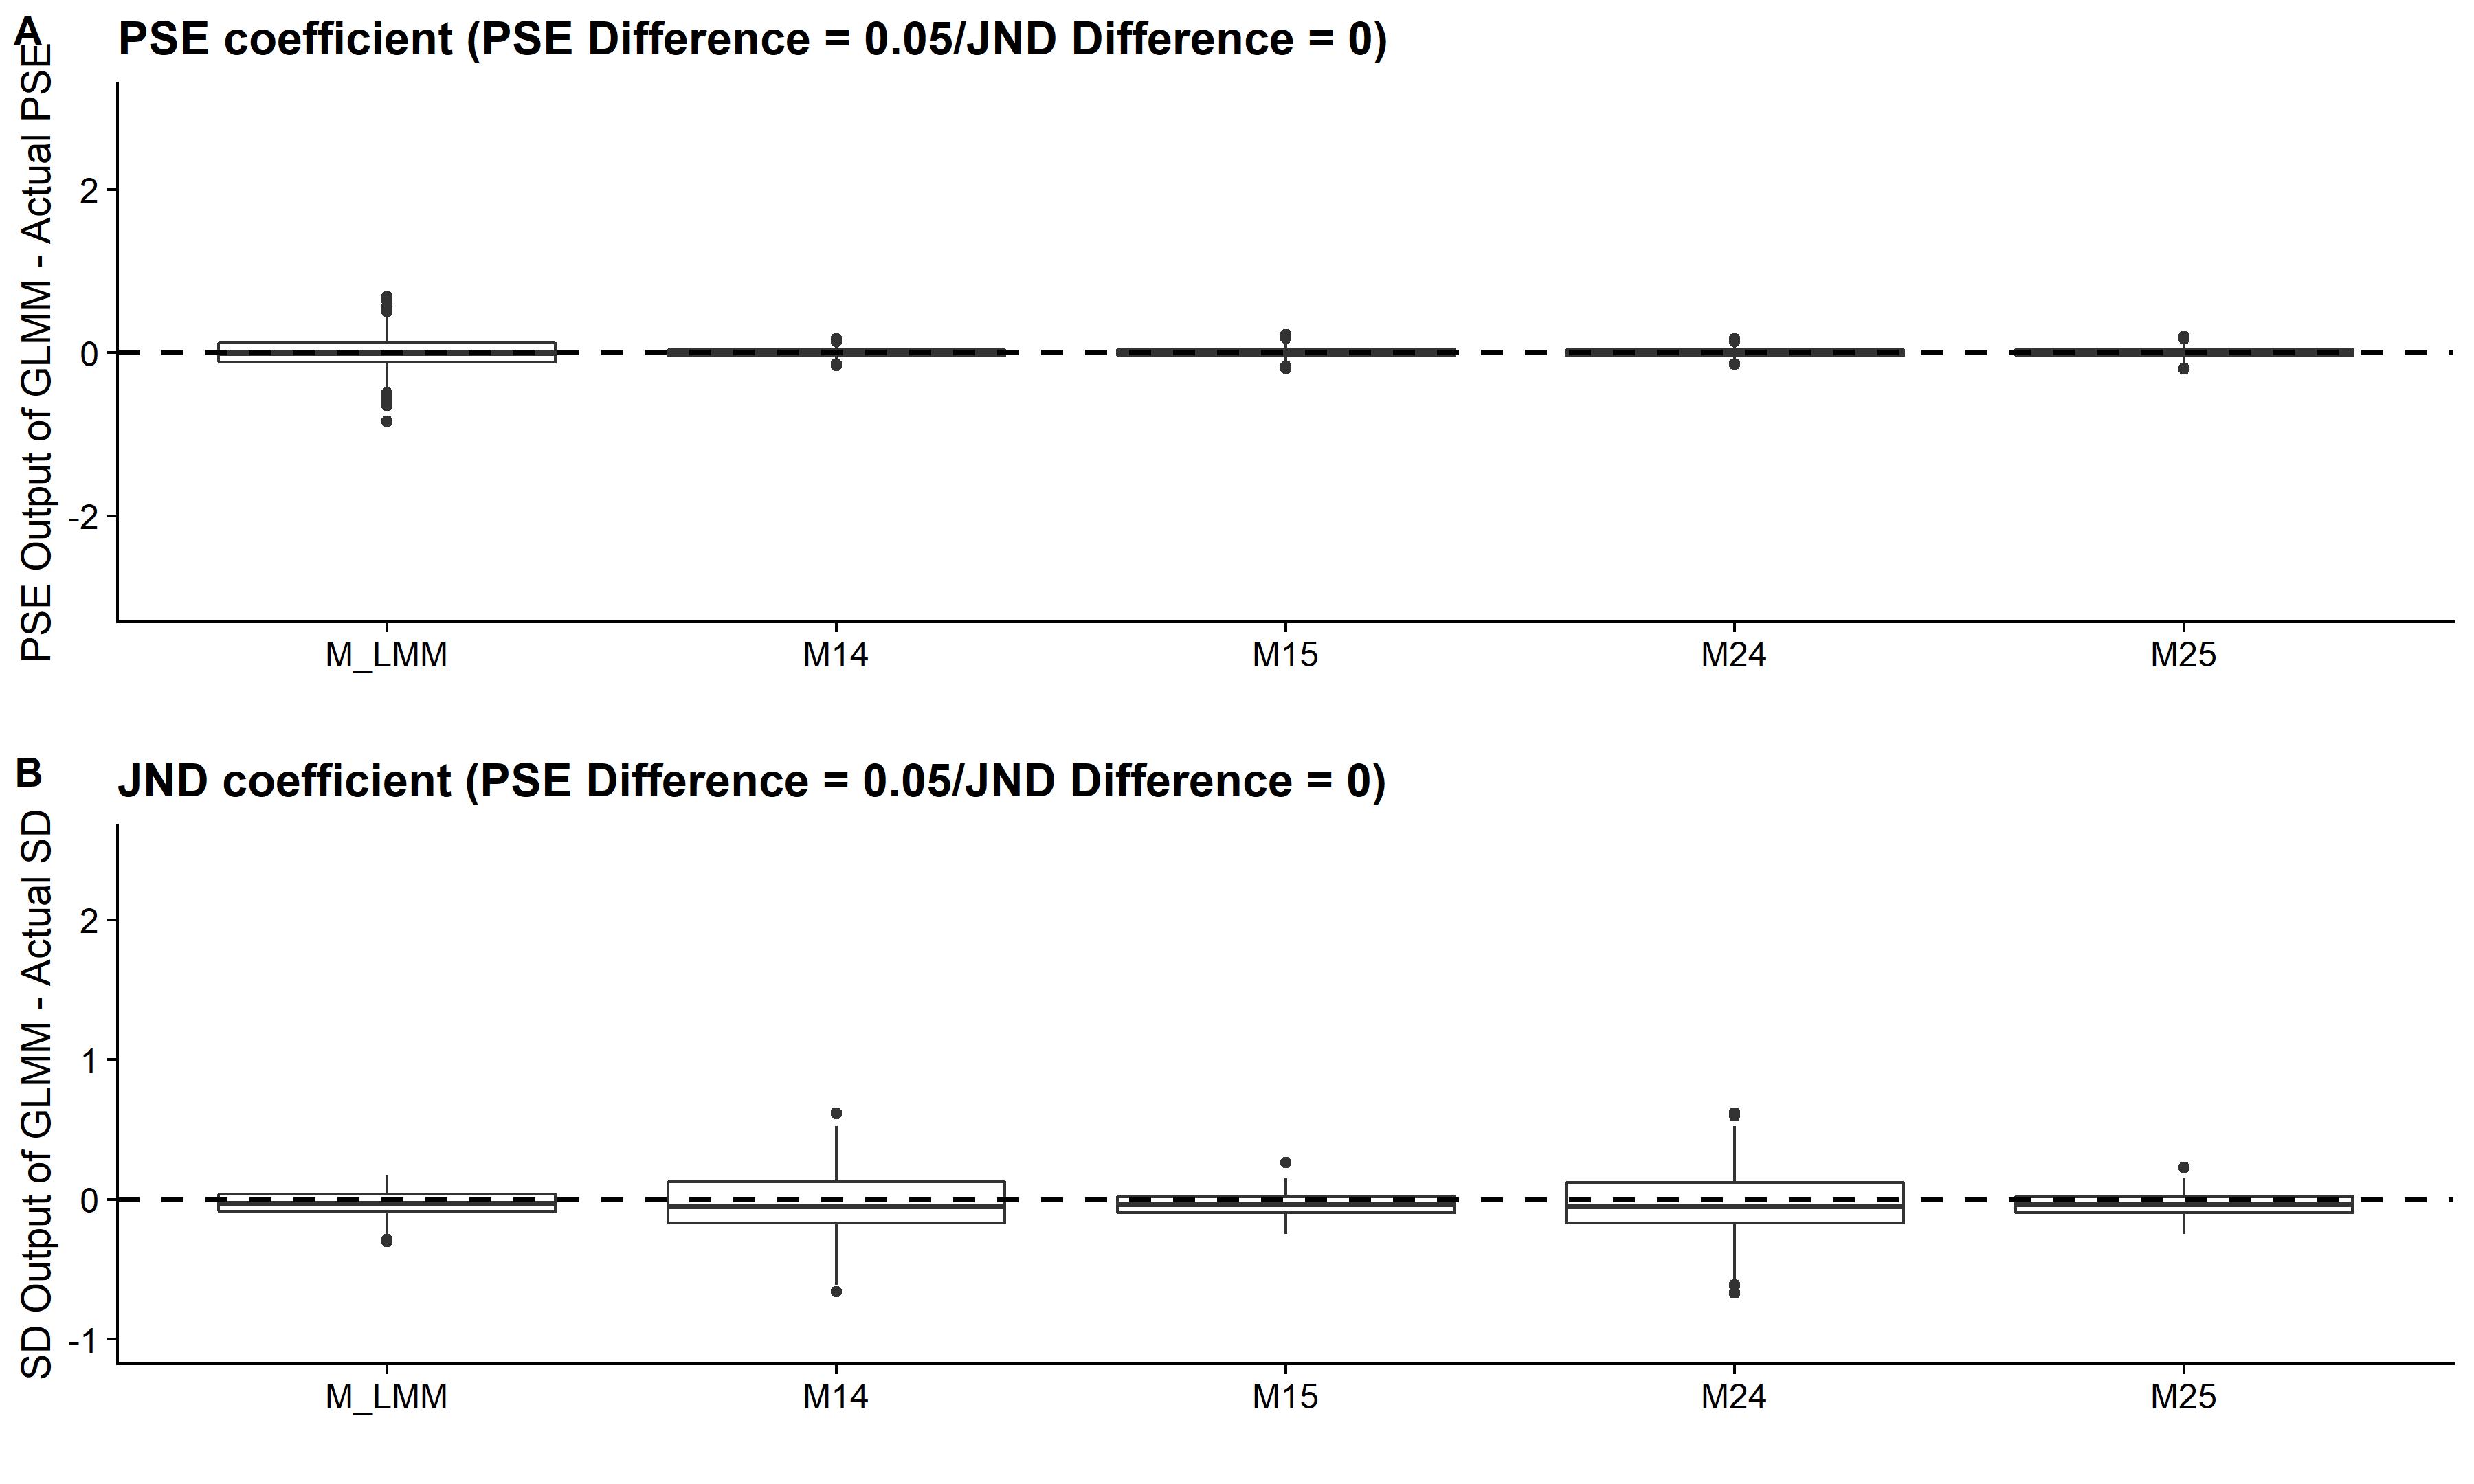 A
PSE coefficient (PSE Difference = 0.05/JND Difference = 0)
PSE Output of GLMM - Actual PSE
2
0
-2
M_LMM M14 M15 M24 M25
B
JND coefficient (PSE Difference = 0.05/JND Difference = 0)
SD Output of GLMM - Actual SD
2
1
0
-1
M_LMM M14 M15 M24 M25